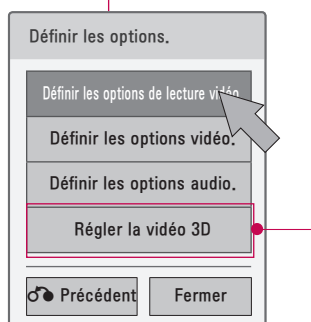 Définir les options.
Définir les options de lecture vidéo.
Définir les options vidéo.
Définir les options audio.
Régler la vidéo 3D
Précédent Fermer